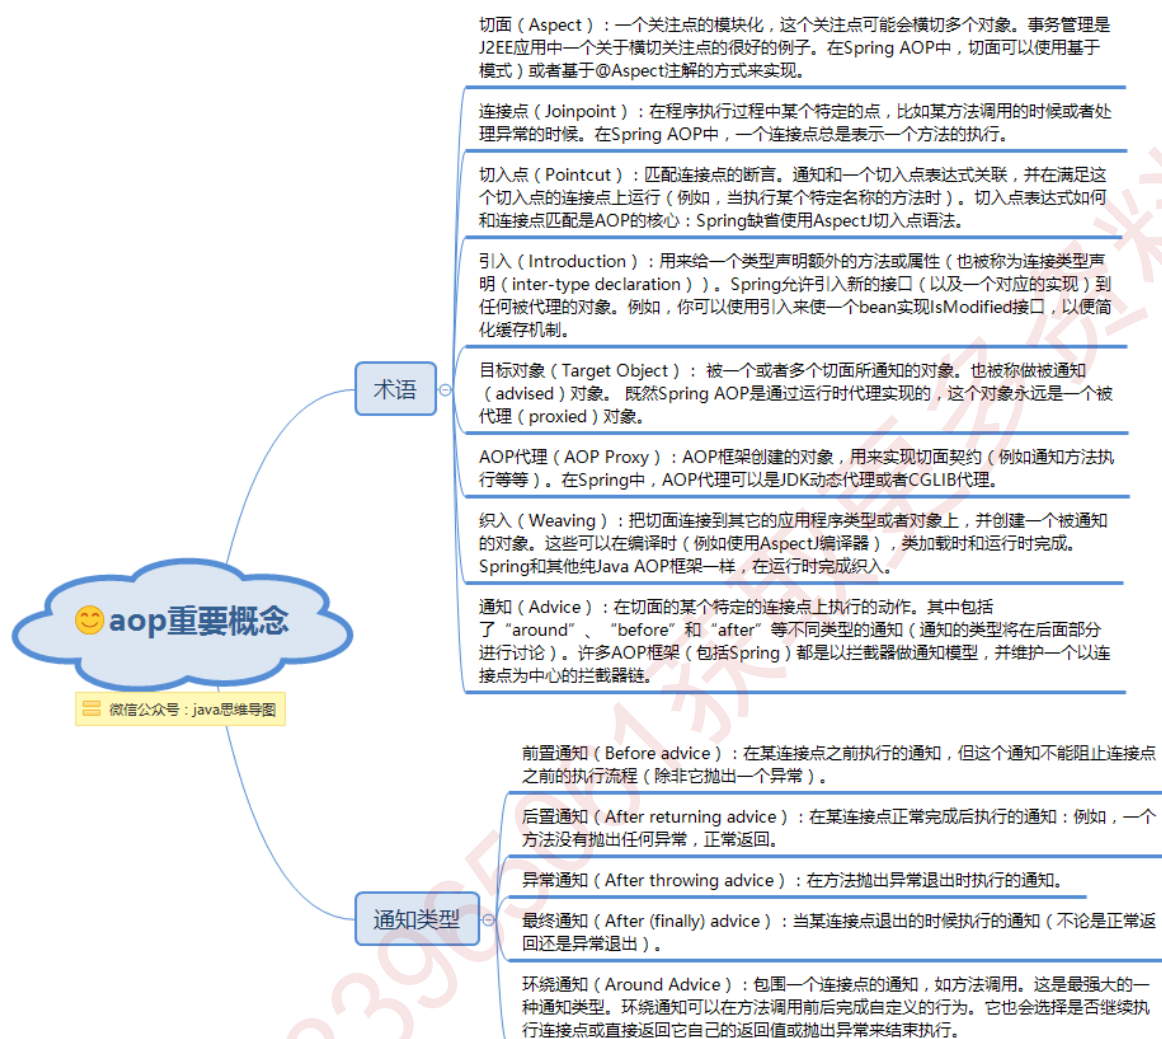 切面（Aspect）：一个关注点的模块化，这个关注点可能会横切多个对象。事务管理是
J2EE应用中一个关于横切关注点的很好的例子。在Spring AOP中，切面可以使用基于
模式）或者基于@Aspect注解的方式来实现。
连接点（Joinpoint）：在程序执行过程中某个特定的点，比如某方法调用的时候或者处
理异常的时候。在Spring AOP中，一个连接点总是表示一个方法的执行。
切入点（Pointcut）：匹配连接点的断言。通知和一个切入点表达式关联，并在满足这
个切入点的连接点上运行（例如，当执行某个特定名称的方法时）。切入点表达式如何
和连接点匹配是AOP的核心：Spring缺省使用AspectJ切入点语法。
引入（Introduction）：用来给一个类型声明额外的方法或属性（也被称为连接类型声
明（inter-type declaration））。Spring允许引入新的接口（以及一个对应的实现）到
任何被代理的对象。例如，你可以使用引入来使一个bean实现IsModified接口，以便简
化缓存机制。
术语
目标对象（Target Object）： 被一个或者多个切面所通知的对象。也被称做被通知
（advised）对象。 既然Spring AOP是通过运行时代理实现的，这个对象永远是一个被
代理（proxied）对象。
AOP代理（AOP Proxy）：AOP框架创建的对象，用来实现切面契约（例如通知方法执
行等等）。在Spring中，AOP代理可以是JDK动态代理或者CGLIB代理。
织入（Weaving）：把切面连接到其它的应用程序类型或者对象上，并创建一个被通知
的对象。这些可以在编译时（例如使用AspectJ编译器），类加载时和运行时完成。
Spring和其他纯Java AOP框架一样，在运行时完成织入。
通知（Advice）：在切面的某个特定的连接点上执行的动作。其中包括
了“around”、“before”和“after”等不同类型的通知（通知的类型将在后面部分
进行讨论）。许多AOP框架（包括Spring）都是以拦截器做通知模型，并维护一个以连
接点为中心的拦截器链。
aop重要概念
微信公众号：java思维导图
前置通知（Before advice）：在某连接点之前执行的通知，但这个通知不能阻止连接点
之前的执行流程（除非它抛出一个异常）。
后置通知（After returning advice）：在某连接点正常完成后执行的通知：例如，一个
方法没有抛出任何异常，正常返回。
异常通知（After throwing advice）：在方法抛出异常退出时执行的通知。
通知类型
最终通知（After (finally) advice）：当某连接点退出的时候执行的通知（不论是正常返
回还是异常退出）。
环绕通知（Around Advice）：包围一个连接点的通知，如方法调用。这是最强大的一
种通知类型。环绕通知可以在方法调用前后完成自定义的行为。它也会选择是否继续执
行连接点或直接返回它自己的返回值或抛出异常来结束执行。
3965061获取更多资料